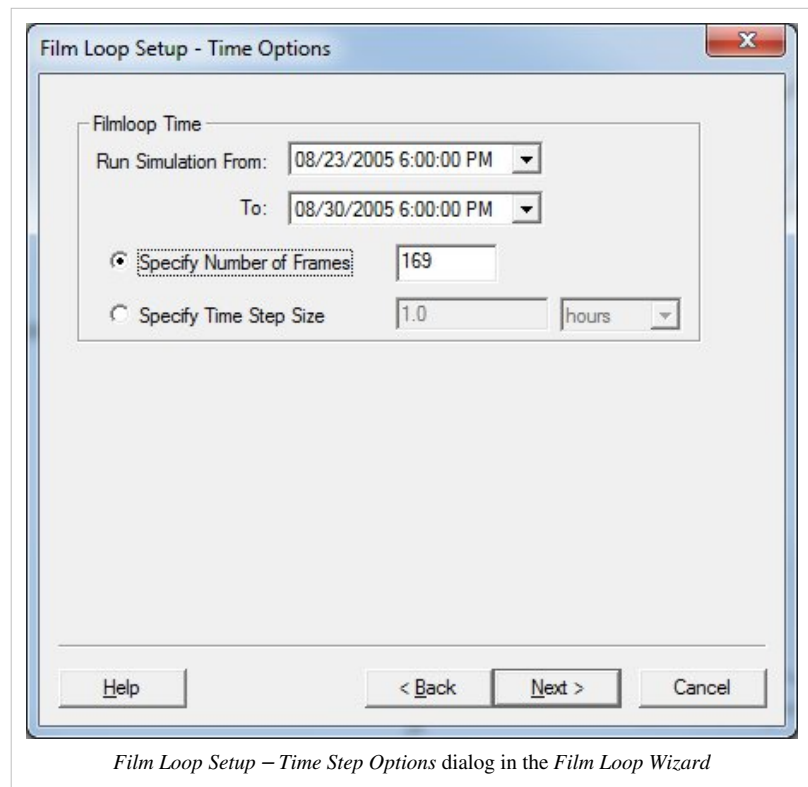 Film Loop Setup - Time Options
Filmloop Time
Run Simulation From: 08/23/2005 6:00:00 PM
To: 08/30/2005 6:00:00 PM
Specify Number of Frames 169
Specify Time Step Size 1.0 hours
Help < Back Next > Cancel
Film Loop Setup – Time Step Options dialog in the Film Loop Wizard